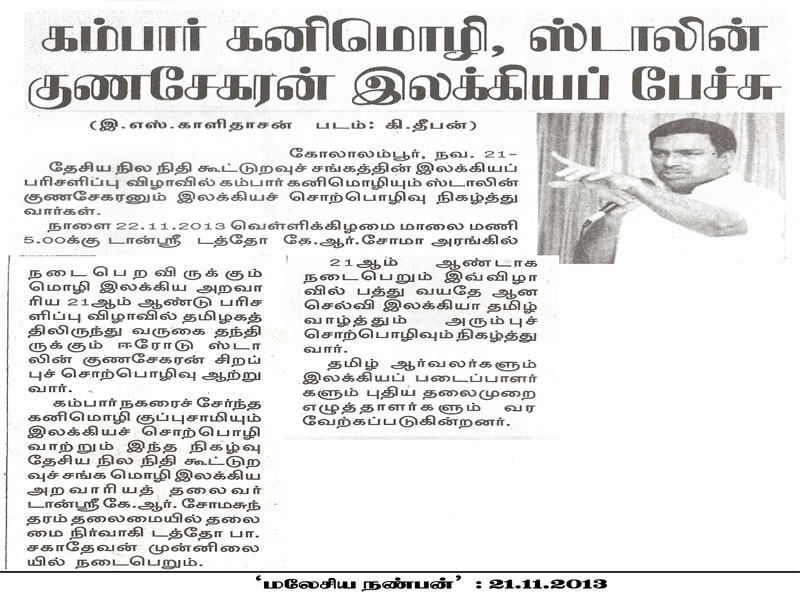 கம்பார் கனிமொழி, ஸ்டாலின்
குணசேகரன் இலக்கியப் பேச்சு
(இ.எஸ்.காளிதாசன் படம்: கி.தீபன்)
கோலாலம்பூர், நவ. 21-
தேசிய நில நிதி கூட்டுறவுச் சங்கத்தின் இலக்கியப்
பரிசளிப்பு விழாவில் கம்பார் கனிமொழியும் ஸ்டாலின்
குணசேகரனும் இலக்கியச் சொற்பொழிவு நிகழ்த்து
வார்கள்.
நாளை 22.11.2013 வெள்ளிக்கிழமை மாலை மணி
5.00க்கு டான்ஸ்ரீ டத்தோ கே.ஆர்.சோமா அரங்கில்
நடைபெறவிருக்கும்
மொழி இலக்கிய அறவா
ரிய 21ஆம் ஆண்டு பரிச
ளிப்பு விழாவில் தமிழகத்
திலிருந்து வருகை தந்தி
ருக்கும் ஈரோடு ஸ்டா
லின் குணசேகரன் சிறப்
புச் சொற்பொழிவு ஆற்று
வார்.
கம்பார் நகரைச் சேர்ந்த
கனிமொழி குப்புசாமியும்
இலக்கியச் சொற்பொழி
வாற்றும் இந்த நிகழ்வு
தேசிய நில நிதி கூட்டுற
வுச் சங்க மொழி இலக்கிய
அறவாரியத் தலைவர்
டான்ஸ்ரீ கே.ஆர். சோமசுந்
தரம் தலைமையில் தலை
மை நிர்வாகி டத்தோ பா.
சகாதேவன் முன்னிலை
யில் நடைபெறும்.
21ஆம் ஆண்டாக
நடைபெறும் இவ்விழா
வில் பத்து வயதே ஆன
செல்வி இலக்கியா தமிழ்
வாழ்த்தும் அரும்புச்
சொற்பொழிவும் நிகழ்த்து
வார்.
தமிழ் ஆர்வலர்களும்
இலக்கியப் படைப்பாளர்
களும் புதிய தலைமுறை
எழுத்தாளர்களும் வர
வேற்கப்படுகின்றனர்.
‘மலேசிய நண்பன்’ : 21.11.2013